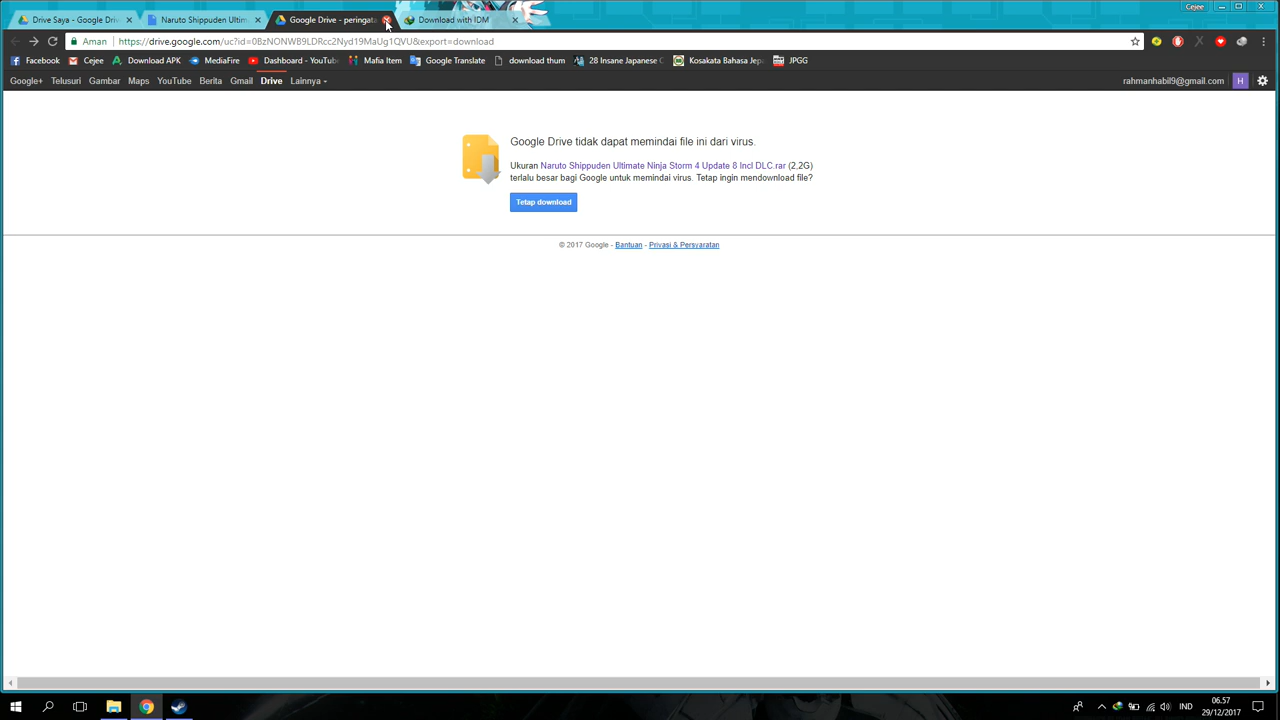 Drive Saya - Google Driv
Naruto Shippuden Ultim
Google Drive - peringata
Download with IDM
Cejee
Aman
https://drive.google.com/uc?id=0BzNONWB9LDRcc2Nyd19MaUg1QVU&export=download
Facebook
Cejee
Download APK
MediaFire
Dashboard - YouTube
Mafia Item
Google Translate
download thum
28 Insane Japanese C
Kosakata Bahasa Jep
JPGG
Google+ Telusuri Gambar Maps YouTube Berita Gmail Drive Lainnya
rahmanhabil9@gmail.com
H
Google Drive tidak dapat memindai file ini dari virus.
Ukuran Naruto Shippuden Ultimate Ninja Storm 4 Update 8 Incl DLC.rar (2,2G)
terlalu besar bagi Google untuk memindai virus. Tetap ingin mendownload file?
Tetap download
© 2017 Google - Bantuan - Privasi & Persyaratan
IND
06.57
29/12/2017